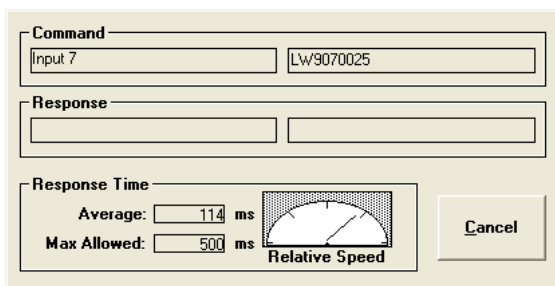 Command
Input 7 LW9070025
Response
Response Time
Average: 114 ms
Max Allowed: 500 ms
Relative Speed
Cancel